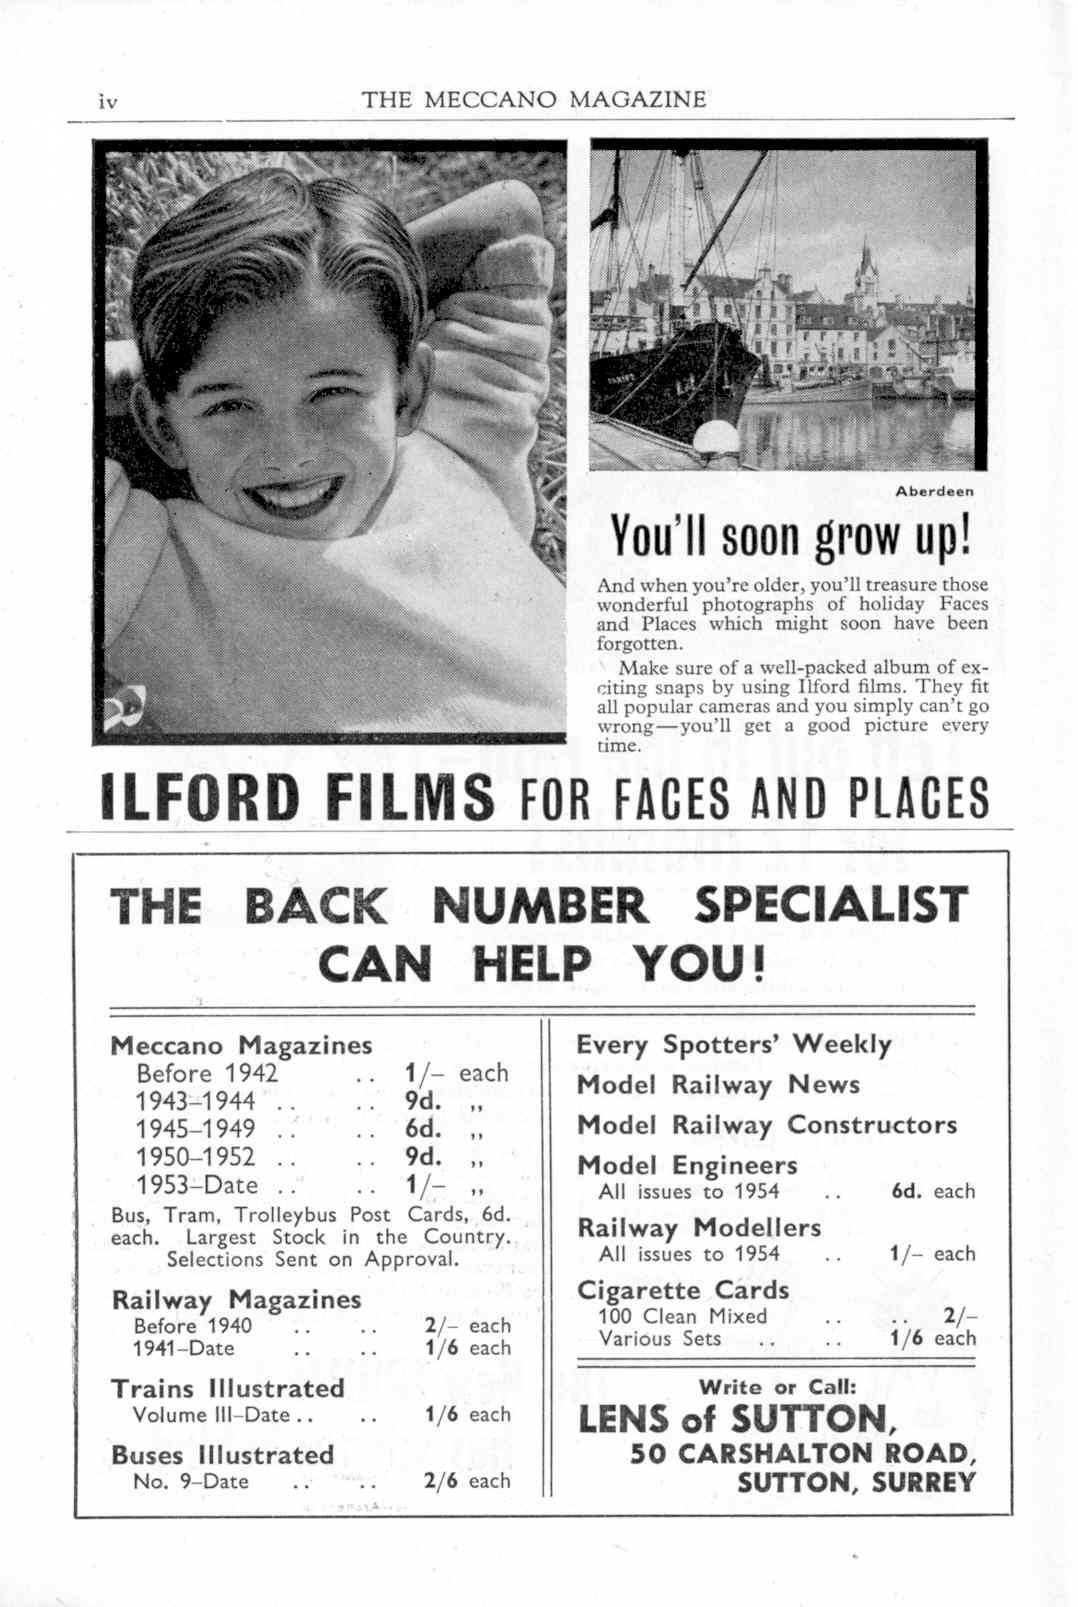 iv THE MECCANO MAGAZINE
Aberdeen
You'll soon grow up!
And when you're older, you'll treasure those
wonderful photographs of holiday Faces
and Places which might soon have been
forgotten.
Make sure of a well-packed album of ex-
citing snaps by using Ilford films. They fit
all popular cameras and you simply can't go
wrong—you'll get a good picture every
time.
ILFORD FILMS FOR FACES AND PLACES
THE BACK NUMBER SPECIALIST
CAN HELP YOU!
Meccano Magazines
Before 1942 .. 1/– each
1943–1944 .. .. 9d. ,,
1945–1949 .. .. 6d. ,,
1950–1952 .. .. 9d. ,,
1953–Date .. .. 1/– ,,
Bus, Tram, Trolleybus Post Cards, 6d.
each. Largest Stock in the Country.
Selections Sent on Approval.
Railway Magazines
Before 1940 .. .. 2/– each
1941–Date .. .. 1/6 each
Trains Illustrated
Volume III–Date .. .. 1/6 each
Buses Illustrated
No. 9–Date .. .. 2/6 each
Every Spotters' Weekly
Model Railway News
Model Railway Constructors
Model Engineers
All issues to 1954 .. 6d. each
Railway Modellers
All issues to 1954 .. 1/– each
Cigarette Cards
100 Clean Mixed .. .. 2/–
Various Sets .. .. 1/6 each
Write or Call:
LENS of SUTTON,
50 CARSHALTON ROAD,
SUTTON, SURREY